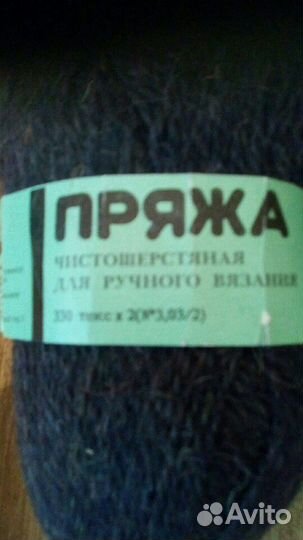 ПРЯЖА
ЧИСТОШЕРСТЯНАЯ
ДЛЯ РУЧНОГО ВЯЗАНИЯ
330 текс х 2(№3,03/2)
Avito